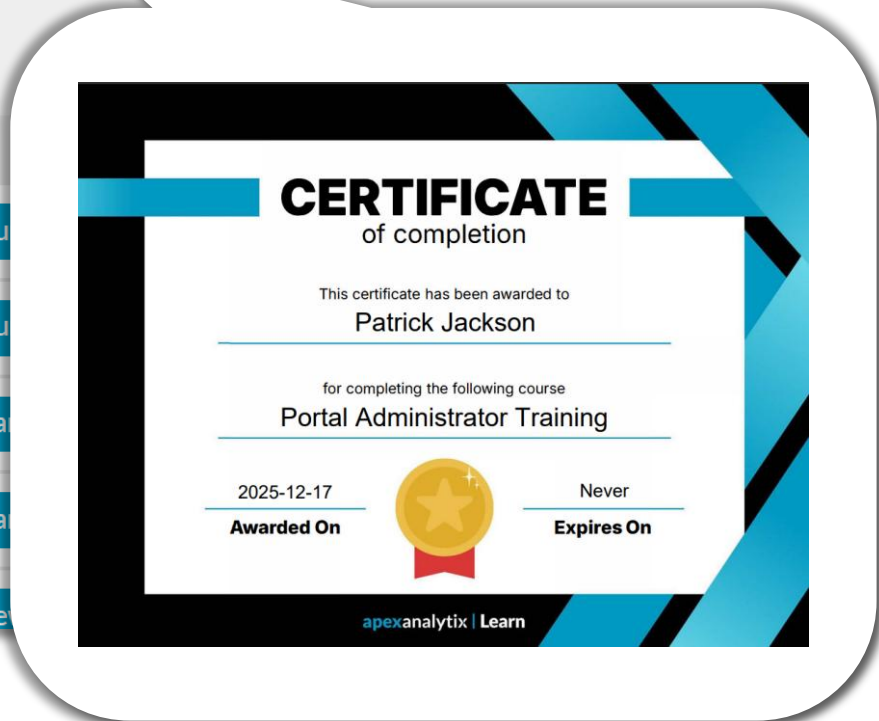 CERTIFICATE
of completion
This certificate has been awarded to
Patrick Jackson
for completing the following course
Portal Administrator Training
2025-12-17
Never
Awarded On
Expires On
apexanalytix | Learn